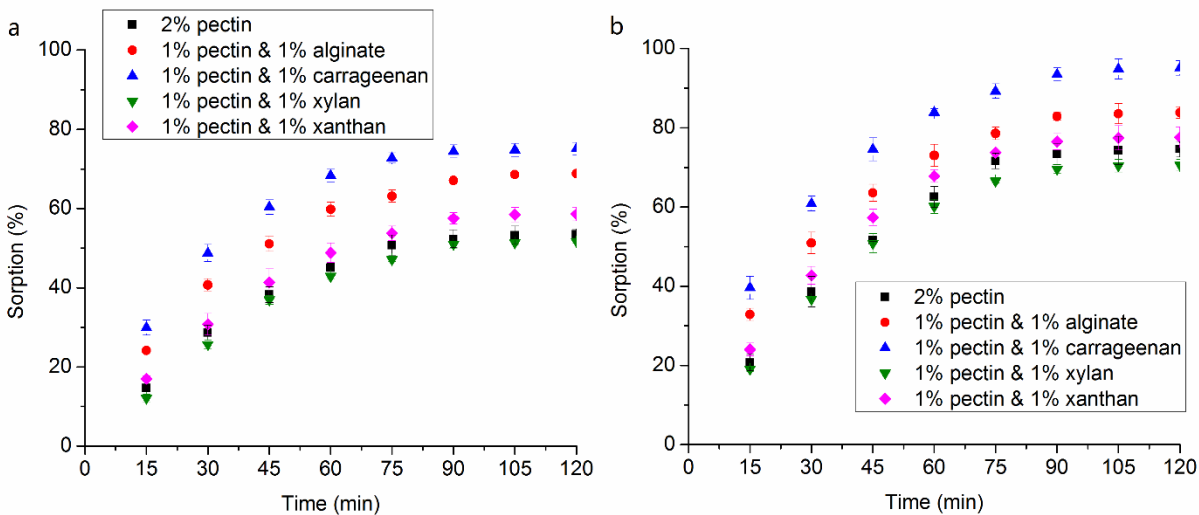 a
2% pectin
1% pectin & 1% alginate
1% pectin & 1% carrageenan
1% pectin & 1% xylan
1% pectin & 1% xanthan
100
80
60
40
20
0
Sorption (%)
0 15 30 45 60 75 90 105 120
Time (min)
b
100
80
60
40
20
0
Sorption (%)
2% pectin
1% pectin & 1% alginate
1% pectin & 1% carrageenan
1% pectin & 1% xylan
1% pectin & 1% xanthan
0 15 30 45 60 75 90 105 120
Time (min)